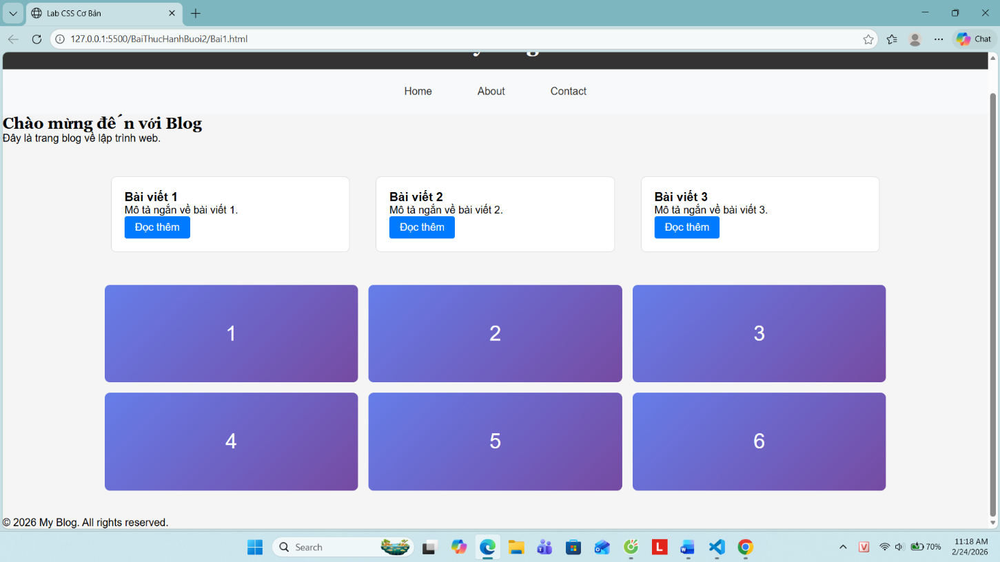 Lab CSS Cơ Bản
127.0.0.1:5500/BaiThucHanhBuoi2/Bai1.html
Chat
Home About Contact
Chào mừng đến với Blog
Đây là trang blog về lập trình web.
Bài viết 1
Mô tả ngắn về bài viết 1.
Đọc thêm
Bài viết 2
Mô tả ngắn về bài viết 2.
Đọc thêm
Bài viết 3
Mô tả ngắn về bài viết 3.
Đọc thêm
1 2 3
4 5 6
© 2026 My Blog. All rights reserved.
Search
L
V
70%
11:18 AM
2/24/2026